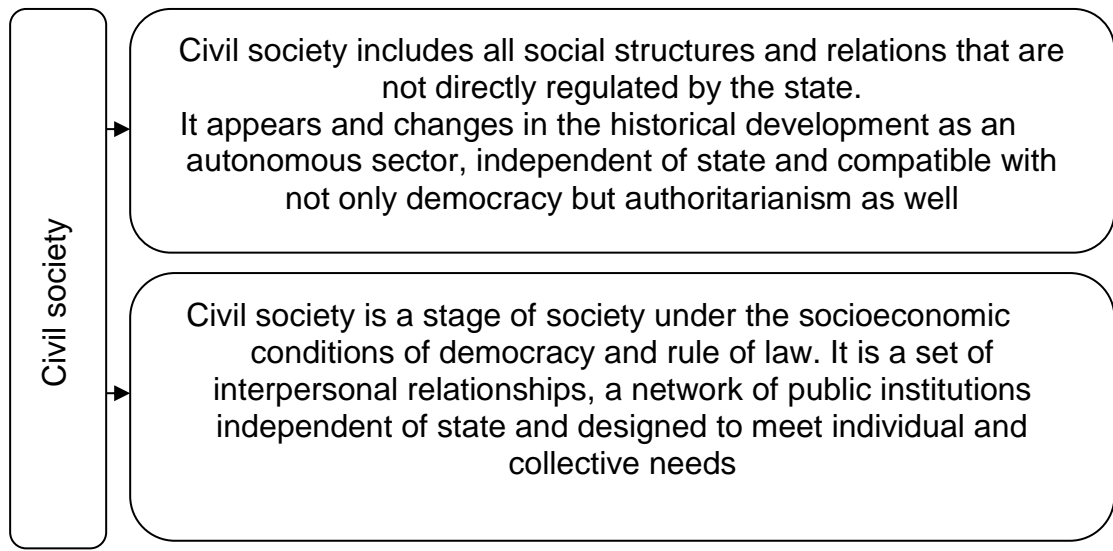 Civil society
Civil society includes all social structures and relations that are
not directly regulated by the state.
It appears and changes in the historical development as an
autonomous sector, independent of state and compatible with
not only democracy but authoritarianism as well
Civil society is a stage of society under the socioeconomic
conditions of democracy and rule of law. It is a set of
interpersonal relationships, a network of public institutions
independent of state and designed to meet individual and
collective needs